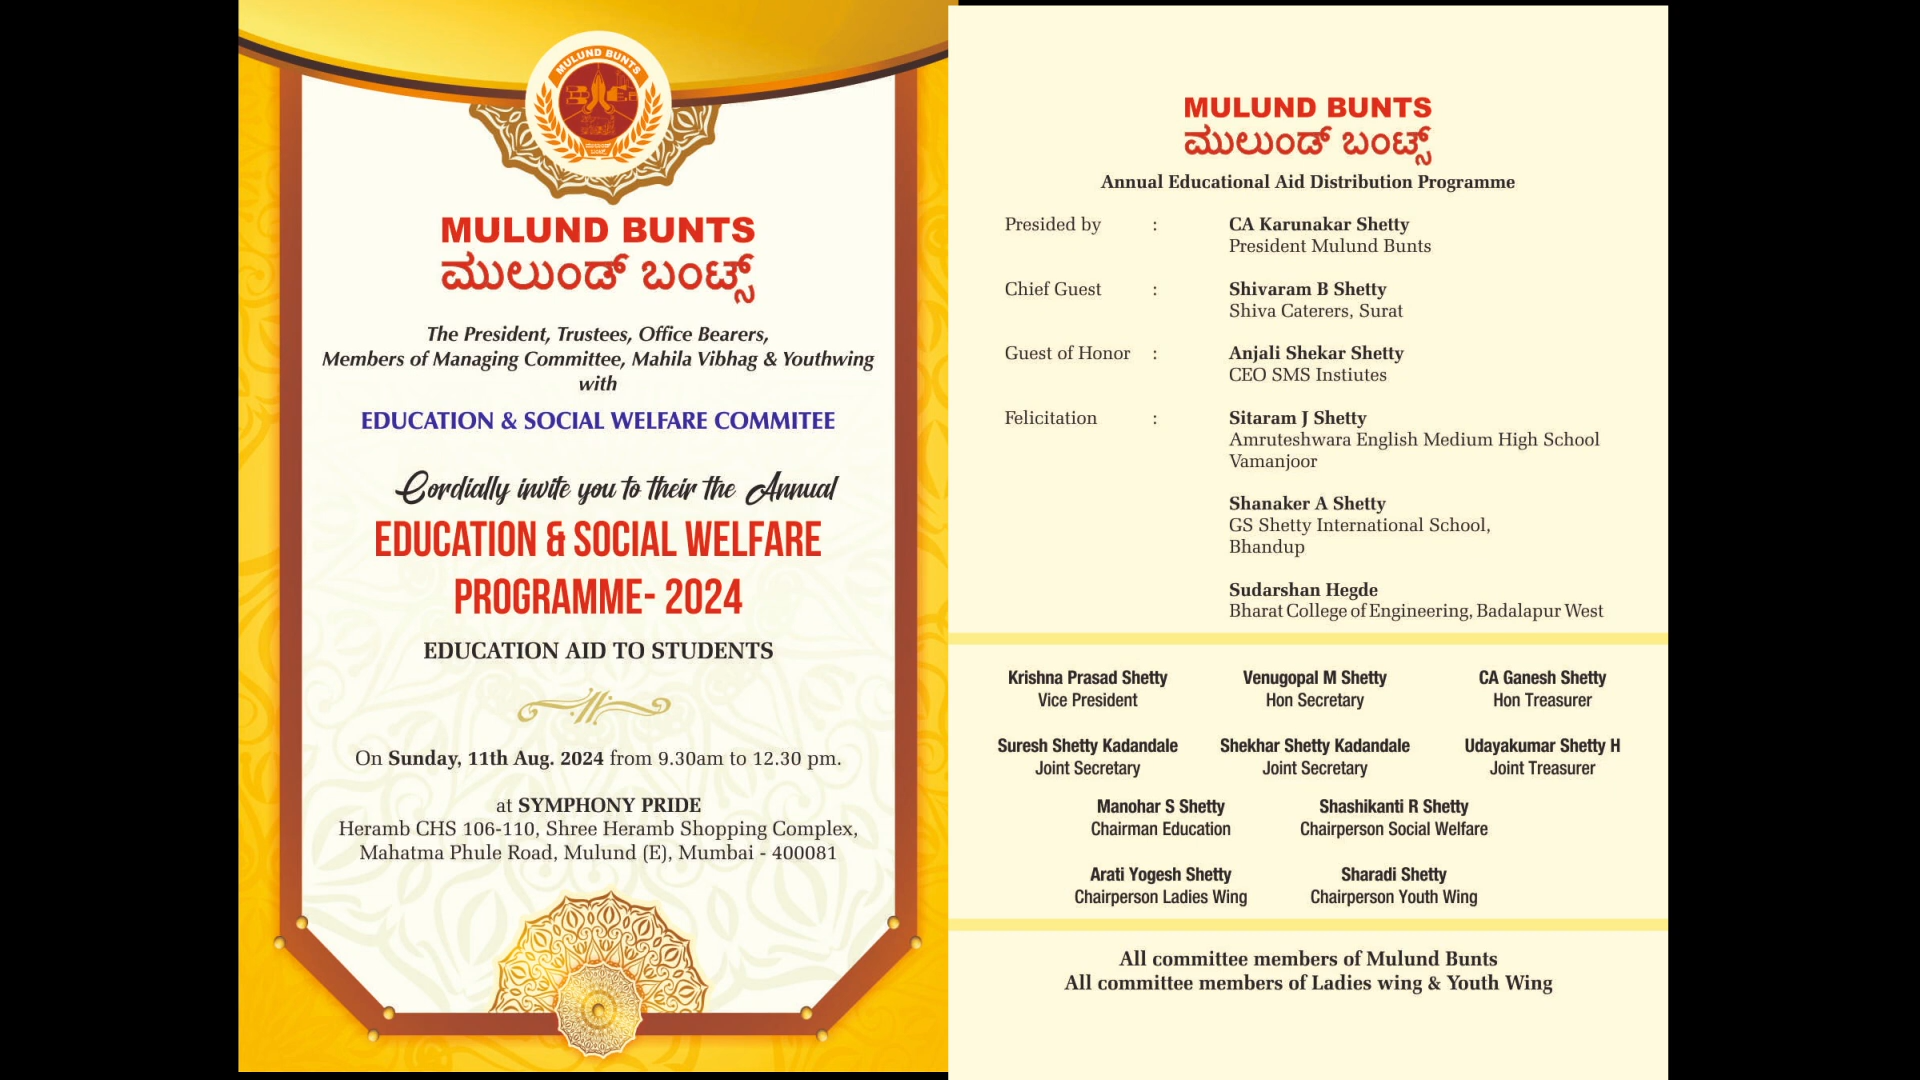 MULUND BUNTS
MULUND BUNTS
ಮುಲುಂಡ್ ಬಂಟ್ಸ್
The President, Trustees, Office Bearers,
Members of Managing Committee, Mahila Vibhag & Youthwing
with
EDUCATION & SOCIAL WELFARE COMMITEE
Cordially invite you to their the Annual
EDUCATION & SOCIAL WELFARE
PROGRAMME- 2024
EDUCATION AID TO STUDENTS
On Sunday, 11th Aug. 2024 from 9.30am to 12.30 pm.
at SYMPHONY PRIDE
Heramb CHS 106-110, Shree Heramb Shopping Complex,
Mahatma Phule Road, Mulund (E), Mumbai - 400081
MULUND BUNTS
ಮುಲುಂಡ್ ಬಂಟ್ಸ್
Annual Educational Aid Distribution Programme
Presided by : CA Karunakar Shetty
President Mulund Bunts
Chief Guest : Shivaram B Shetty
Shiva Caterers, Surat
Guest of Honor : Anjali Shekar Shetty
CEO SMS Instiutes
Felicitation : Sitaram J Shetty
Amruteshwara English Medium High School
Vamanjoor
Shanaker A Shetty
GS Shetty International School,
Bhandup
Sudarshan Hegde
Bharat College of Engineering, Badalapur West
Krishna Prasad Shetty Venugopal M Shetty CA Ganesh Shetty
Vice President Hon Secretary Hon Treasurer
Suresh Shetty Kadandale Shekhar Shetty Kadandale Udayakumar Shetty H
Joint Secretary Joint Secretary Joint Treasurer
Manohar S Shetty Shashikanti R Shetty
Chairman Education Chairperson Social Welfare
Arati Yogesh Shetty Sharadi Shetty
Chairperson Ladies Wing Chairperson Youth Wing
All committee members of Mulund Bunts
All committee members of Ladies wing & Youth Wing